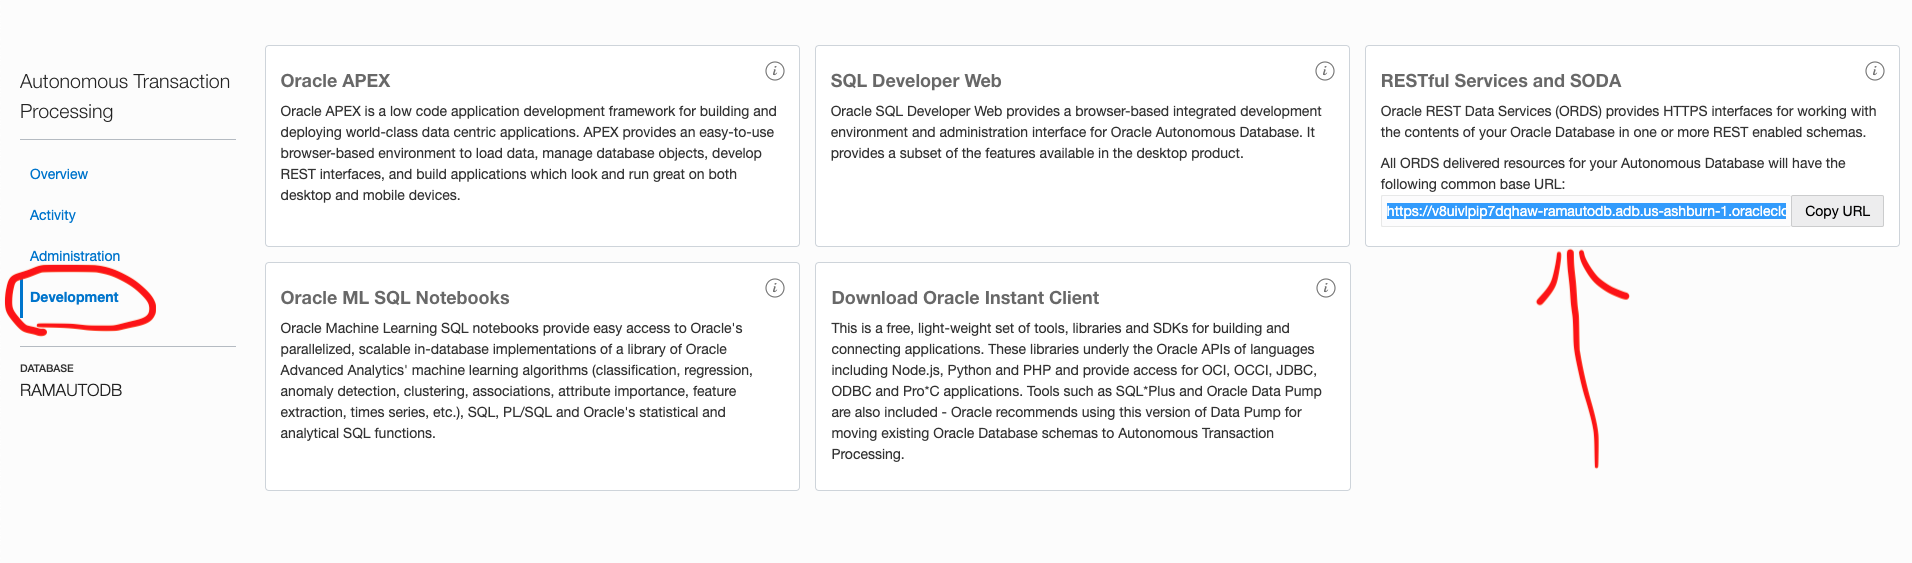 Autonomous Transaction
Processing
Overview
Activity
Administration
Development
DATABASE
RAMAUTODB
Oracle APEX
Oracle APEX is a low code application development framework for building and
deploying world-class data centric applications. APEX provides an easy-to-use
browser-based environment to load data, manage database objects, develop
REST interfaces, and build applications which look and run great on both
desktop and mobile devices.
SQL Developer Web
Oracle SQL Developer Web provides a browser-based integrated development
environment and administration interface for Oracle Autonomous Database. It
provides a subset of the features available in the desktop product.
RESTful Services and SODA
Oracle REST Data Services (ORDS) provides HTTPS interfaces for working with
the contents of your Oracle Database in one or more REST enabled schemas.
All ORDS delivered resources for your Autonomous Database will have the
following common base URL:
https://v8uivlpip7dqhaw-ramautodb.adb.us-ashburn-1.oraclecl
Copy URL
Oracle ML SQL Notebooks
Oracle Machine Learning SQL notebooks provide easy access to Oracle's
parallelized, scalable in-database implementations of a library of Oracle
Advanced Analytics' machine learning algorithms (classification, regression,
anomaly detection, clustering, associations, attribute importance, feature
extraction, times series, etc.), SQL, PL/SQL and Oracle's statistical and
analytical SQL functions.
Download Oracle Instant Client
This is a free, light-weight set of tools, libraries and SDKs for building and
connecting applications. These libraries underly the Oracle APIs of languages
including Node.js, Python and PHP and provide access for OCI, OCCI, JDBC,
ODBC and Pro*C applications. Tools such as SQL*Plus and Oracle Data Pump
are also included - Oracle recommends using this version of Data Pump for
moving existing Oracle Database schemas to Autonomous Transaction
Processing.